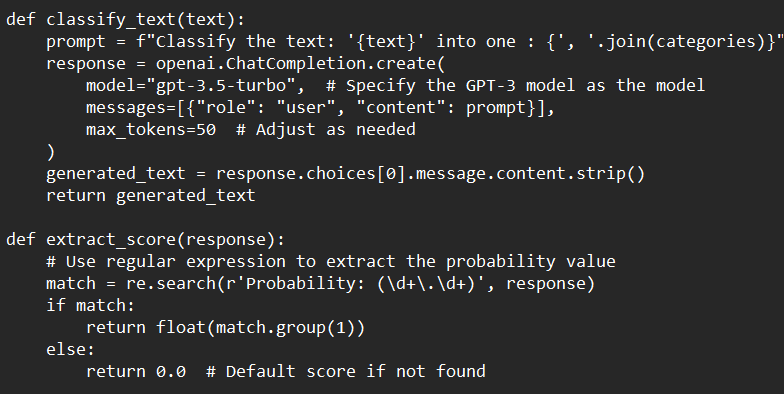 def classify_text(text):
    prompt = f"Classify the text: '{text}' into one : {', '.join(categories)}"
    response = openai.ChatCompletion.create(
        model="gpt-3.5-turbo",  # Specify the GPT-3 model as the model
        messages=[{"role": "user", "content": prompt}],
        max_tokens=50  # Adjust as needed
    )
    generated_text = response.choices[0].message.content.strip()
    return generated_text

def extract_score(response):
    # Use regular expression to extract the probability value
    match = re.search(r'Probability: (\d+\.\d+)', response)
    if match:
        return float(match.group(1))
    else:
        return 0.0  # Default score if not found